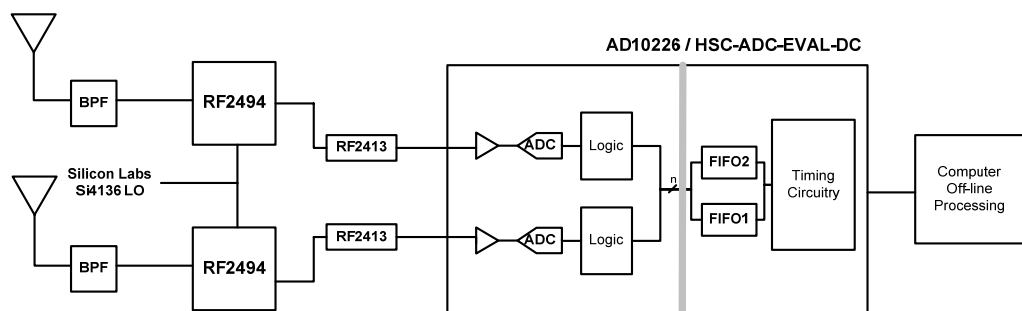 AD10226 / HSC-ADC-EVAL-DC
BPF
RF2494
RF2413
ADC
Logic
n
FIFO2
Timing
Circuitry
Computer
Off-line
Processing
Silicon Labs
Si4136 LO
BPF
RF2494
RF2413
ADC
Logic
FIFO1